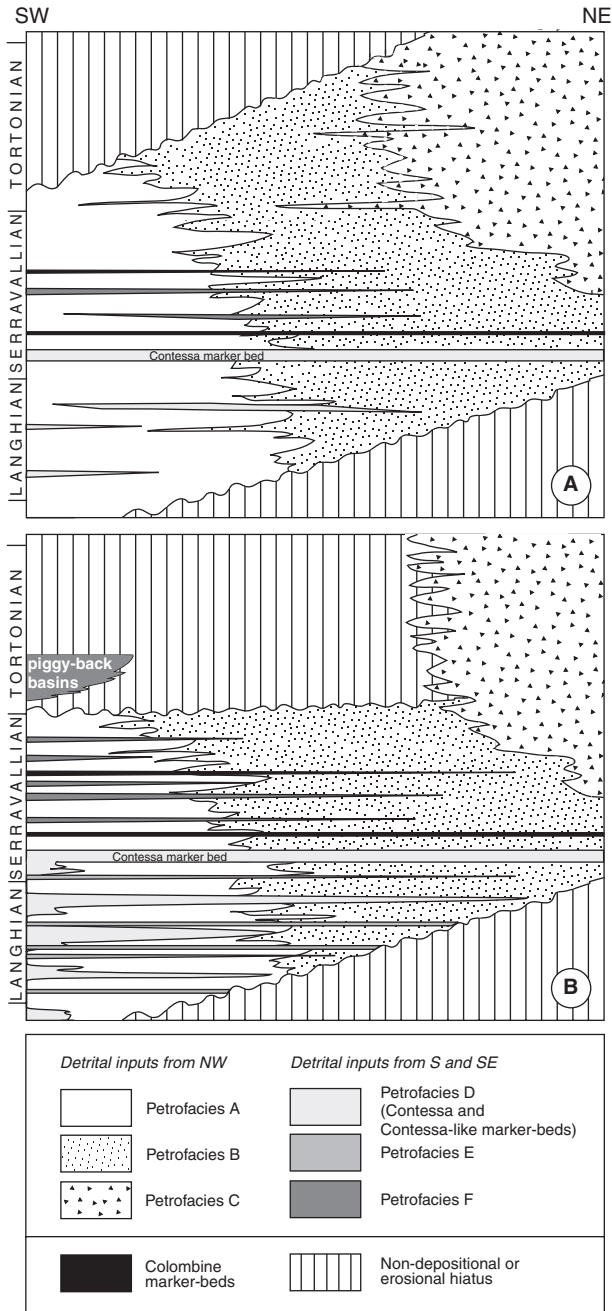 SW
NE
TORTONIAN
SERRAVALLIAN
LANGHIAN
Contessa marker bed
A
TORTONIAN
piggy-back
basins
SERRAVALLIAN
LANGHIAN
Contessa marker bed
B
Detrital inputs from NW
Petrofacies A
Petrofacies B
Petrofacies C
Detrital inputs from S and SE
Petrofacies D
(Contessa and
Contessa-like marker-beds)
Petrofacies E
Petrofacies F
Colombine
marker-beds
Non-depositional or
erosional hiatus